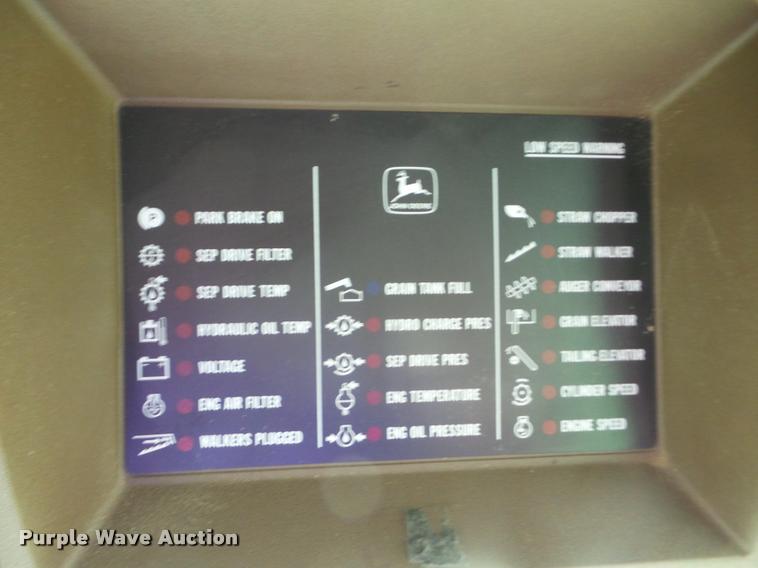 LOW SPEED WARNING
JOHN DEERE
PARK BRAKE ON
SEP DRIVE FILTER
SEP DRIVE TEMP
HYDRAULIC OIL TEMP
VOLTAGE
ENG AIR FILTER
WALKERS PLUGGED
GRAIN TANK FULL
HYDRO CHARGE PRES
SEP DRIVE PRES
ENG TEMPERATURE
ENG OIL PRESSURE
STRAW CHOPPER
STRAW WALKER
AUGER CONVEYOR
GRAIN ELEVATOR
TAILING ELEVATOR
CYLINDER SPEED
ENGINE SPEED
Purple Wave Auction